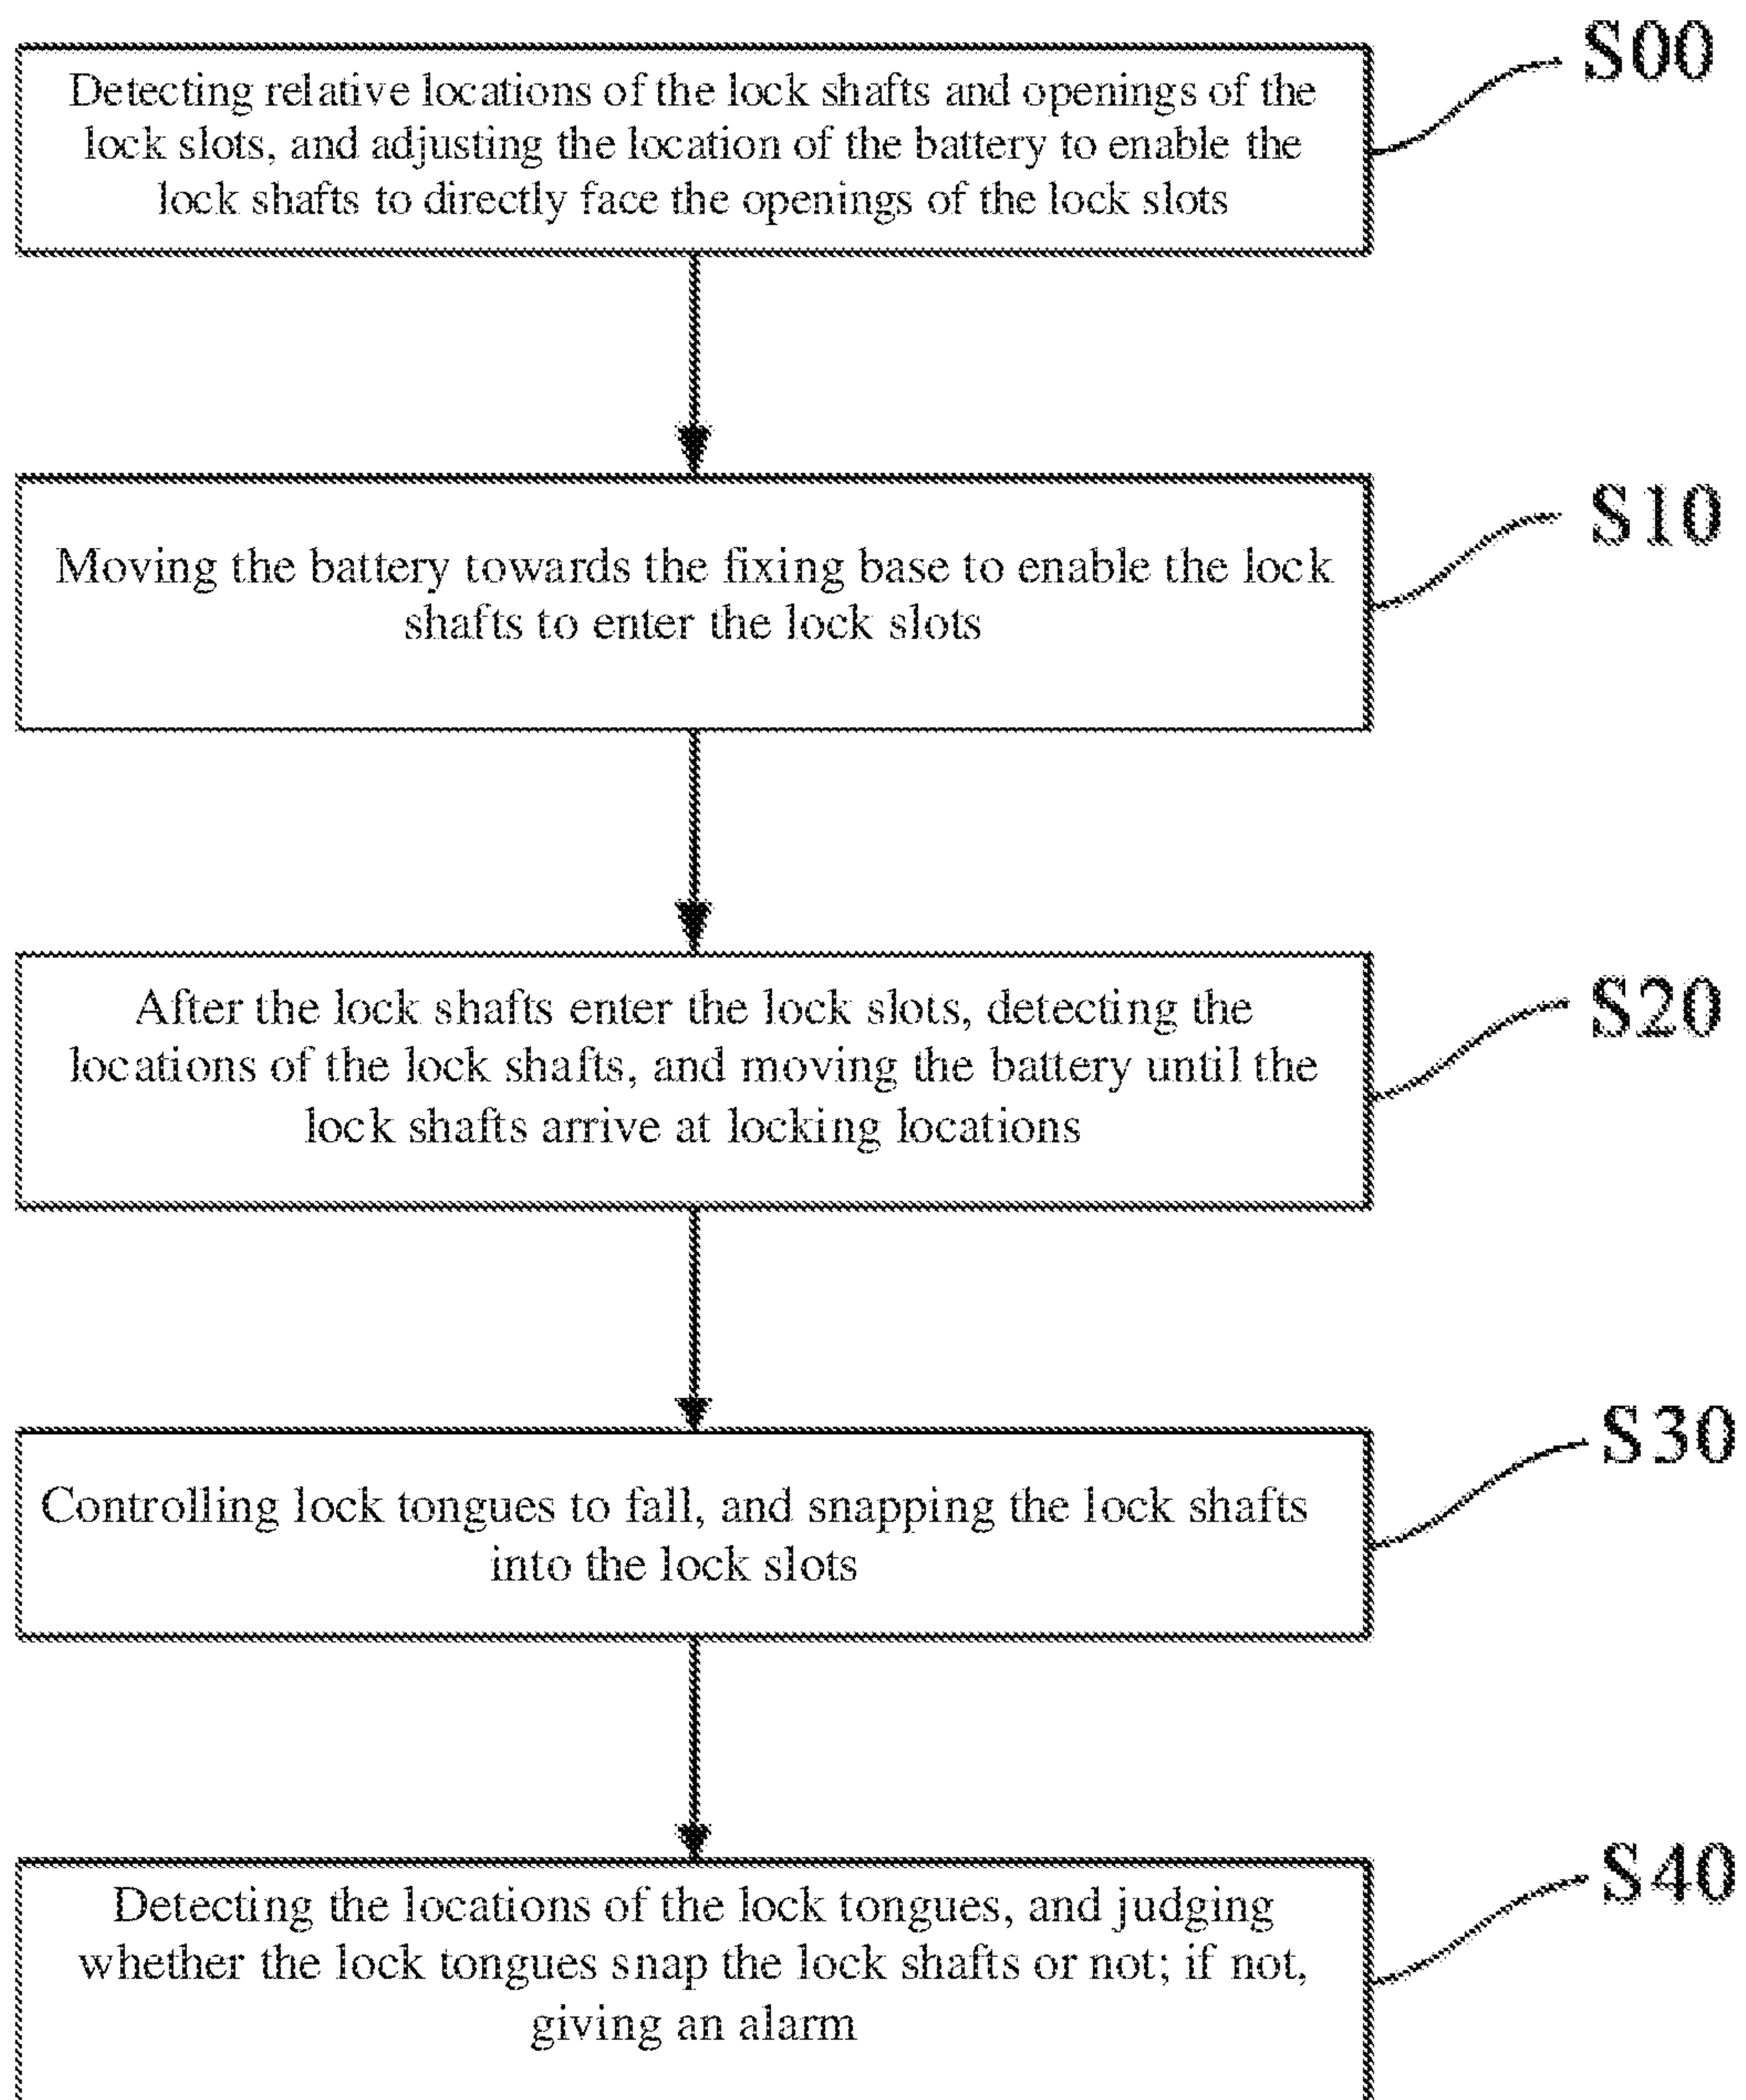 S00
Detecting relative locations of the lock shafts and openings of the
lock slots, and adjusting the location of the battery to enable the
lock shafts to directly face the openings of the lock slots
S10
Moving the battery towards the fixing base to enable the lock
shafts to enter the lock slots
S20
After the lock shafts enter the lock slots, detecting the
locations of the lock shafts, and moving the battery until the
lock shafts arrive at locking locations
S30
Controlling lock tongues to fall, and snapping the lock shafts
into the lock slots
S40
Detecting the locations of the lock tongues, and judging
whether the lock tongues snap the lock shafts or not; if not,
giving an alarm